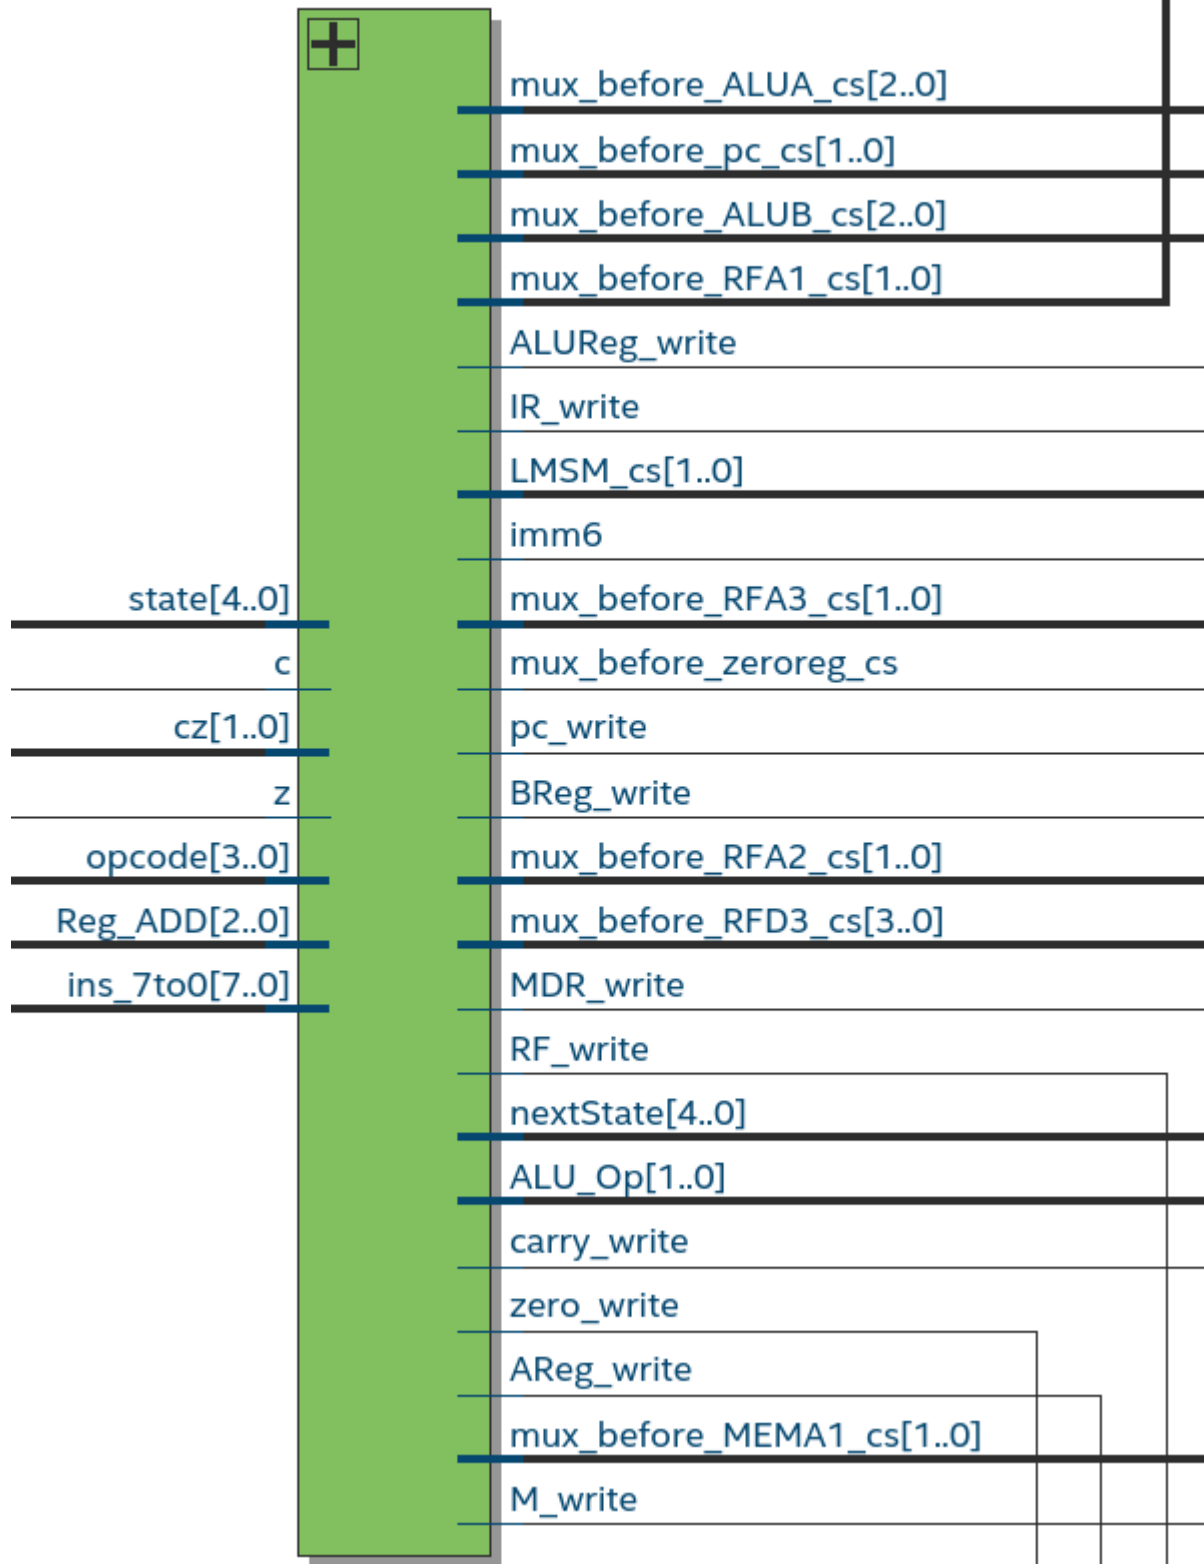 mux_before_ALUA_cs[2..0]
mux_before_pc_cs[1..0]
mux_before_ALUB_cs[2..0]
mux_before_RFA1_cs[1..0]
ALUReg_write
IR_write
LMSM_cs[1..0]
imm6
state[4..0]
mux_before_RFA3_cs[1..0]
c
mux_before_zeroreg_cs
cz[1..0]
pc_write
z
BReg_write
opcode[3..0]
mux_before_RFA2_cs[1..0]
Reg_ADD[2..0]
mux_before_RFD3_cs[3..0]
ins_7to0[7..0]
MDR_write
RF_write
nextState[4..0]
ALU_Op[1..0]
carry_write
zero_write
AReg_write
mux_before_MEMA1_cs[1..0]
M_write